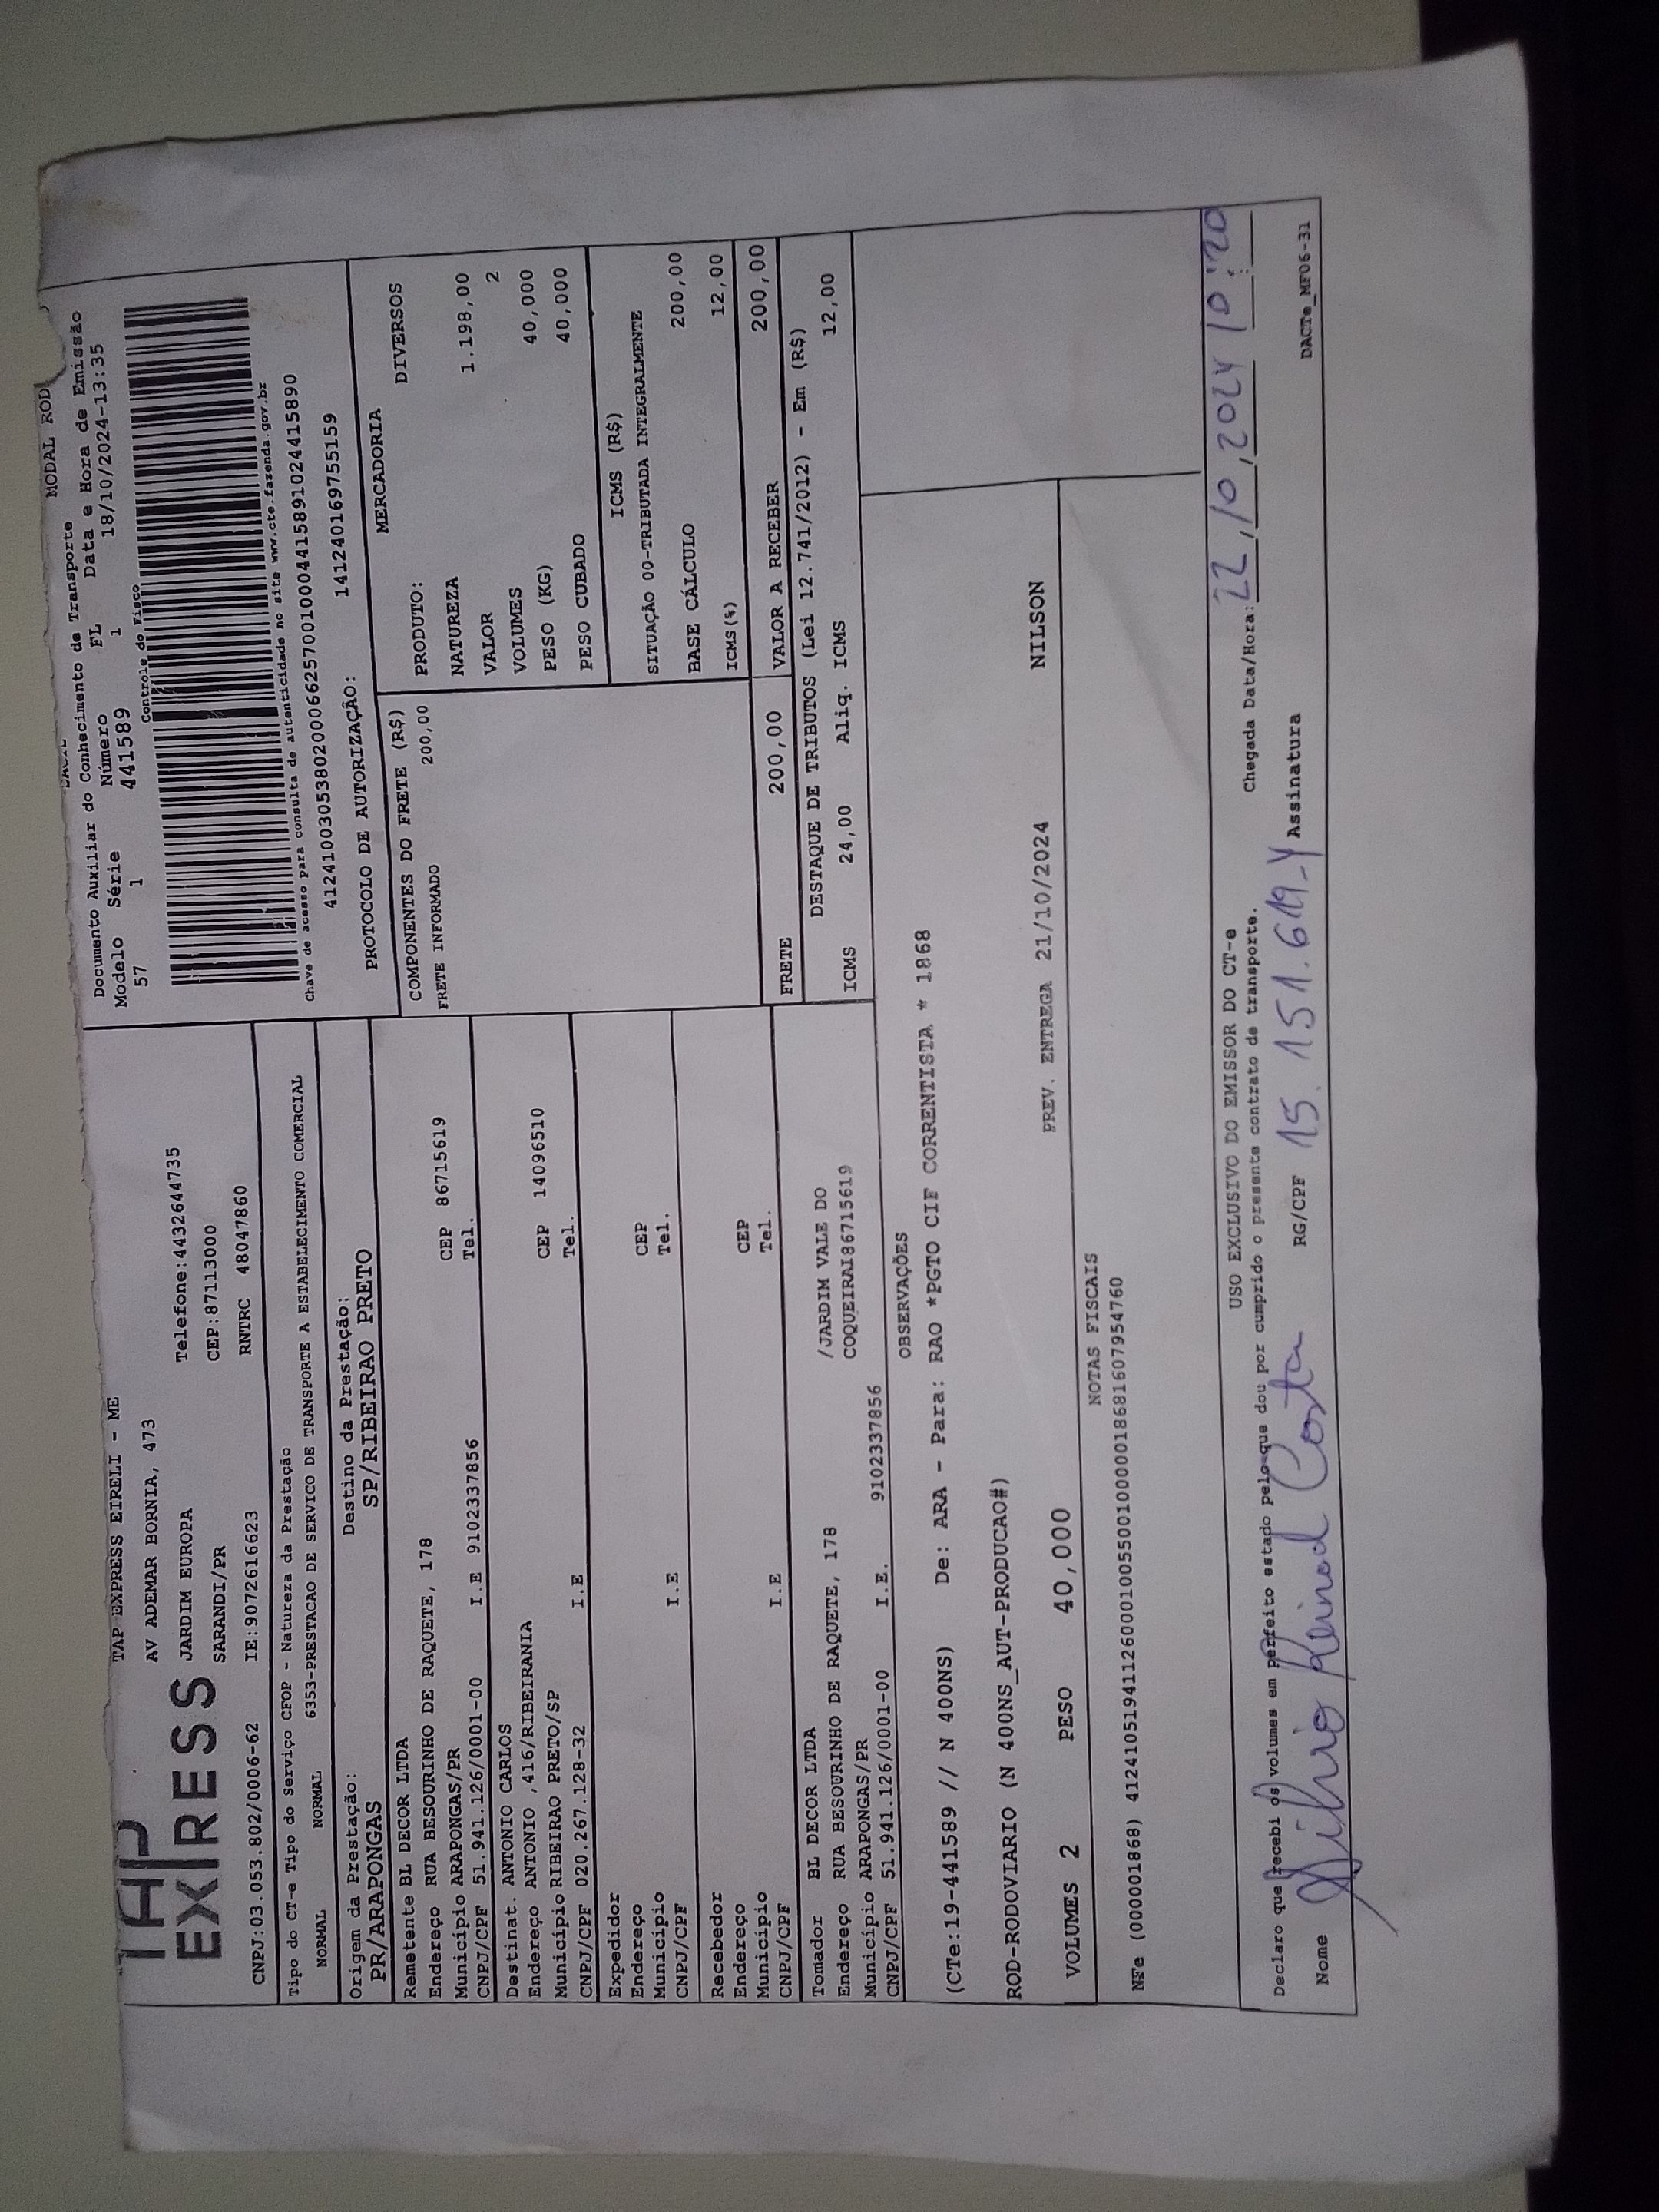 TAP
EXPRESS
TAP EXPRESS EIRELI - ME
AV ADEMAR BORNIA, 473
JARDIM EUROPA Telefone:4432644735
SARANDI/PR CEP:87113000
CNPJ:03.053.802/0006-62 IE:9072616623 RNTRC 48047860
MODAL ROD
Documento Auxiliar do Conhecimento de Transporte
Modelo Série Número FL Data e Hora de Emissão
57 1 441589 1 18/10/2024-13:35
Controle do Fisco
Chave de acesso para consulta de autenticidade no site www.cte.fazenda.gov.br
41241003053802000662570010004415891024415890
PROTOCOLO DE AUTORIZAÇÃO: 141240169755159
Tipo do CT-e Tipo do Serviço CFOP - Natureza da Prestação
NORMAL NORMAL 6353-PRESTACAO DE SERVICO DE TRANSPORTE A ESTABELECIMENTO COMERCIAL
Origem da Prestação: Destino da Prestação:
PR/ARAPONGAS SP/RIBEIRAO PRETO
Remetente BL DECOR LTDA
Endereço RUA BESOURINHO DE RAQUETE, 178
Município ARAPONGAS/PR CEP 86715619
CNPJ/CPF 51.941.126/0001-00 I.E 9102337856 Tel.
Destinat. ANTONIO CARLOS
Endereço ANTONIO ,416/RIBEIRANIA
Município RIBEIRAO PRETO/SP CEP 14096510
CNPJ/CPF 020.267.128-32 I.E Tel.
Expedidor
Endereço
Município CEP
CNPJ/CPF I.E Tel.
Recebedor
Endereço
Município CEP
CNPJ/CPF I.E Tel.
Tomador BL DECOR LTDA
Endereço RUA BESOURINHO DE RAQUETE, 178 /JARDIM VALE DO
Município ARAPONGAS/PR COQUEIRAI86715619
CNPJ/CPF 51.941.126/0001-00 I.E. 9102337856
COMPONENTES DO FRETE (R$)
FRETE INFORMADO 200,00
MERCADORIA
PRODUTO: DIVERSOS
NATUREZA
VALOR 1.198,00
VOLUMES 2
PESO (KG) 40,000
PESO CUBADO 40,000
ICMS (R$)
SITUAÇÃO 00-TRIBUTADA INTEGRALMENTE
BASE CÁLCULO 200,00
ICMS(%) 12,00
FRETE 200,00 VALOR A RECEBER 200,00
DESTAQUE DE TRIBUTOS (Lei 12.741/2012) - Em (R$)
ICMS 24,00 Aliq. ICMS 12,00
OBSERVAÇÕES
(CTe:19-441589 // N 400NS) De: ARA - Para: RAO *PGTO CIF CORRENTISTA * 1868
ROD-RODOVIARIO (N 400NS_AUT-PRODUCAO#)
VOLUMES 2 PESO 40,000 PREV. ENTREGA 21/10/2024 NILSON
NOTAS FISCAIS
NFe (000001868) 41241051941126000100550010000018681607954760
USO EXCLUSIVO DO EMISSOR DO CT-e
Declaro que recebi os volumes em perfeito estado pelo que dou por cumprido o presente contrato de transporte. Chegada Data/Hora: 22/10/2024 10:20
Nome Costa RG/CPF 15.151.619-Y Assinatura
DACTe_MF06-31